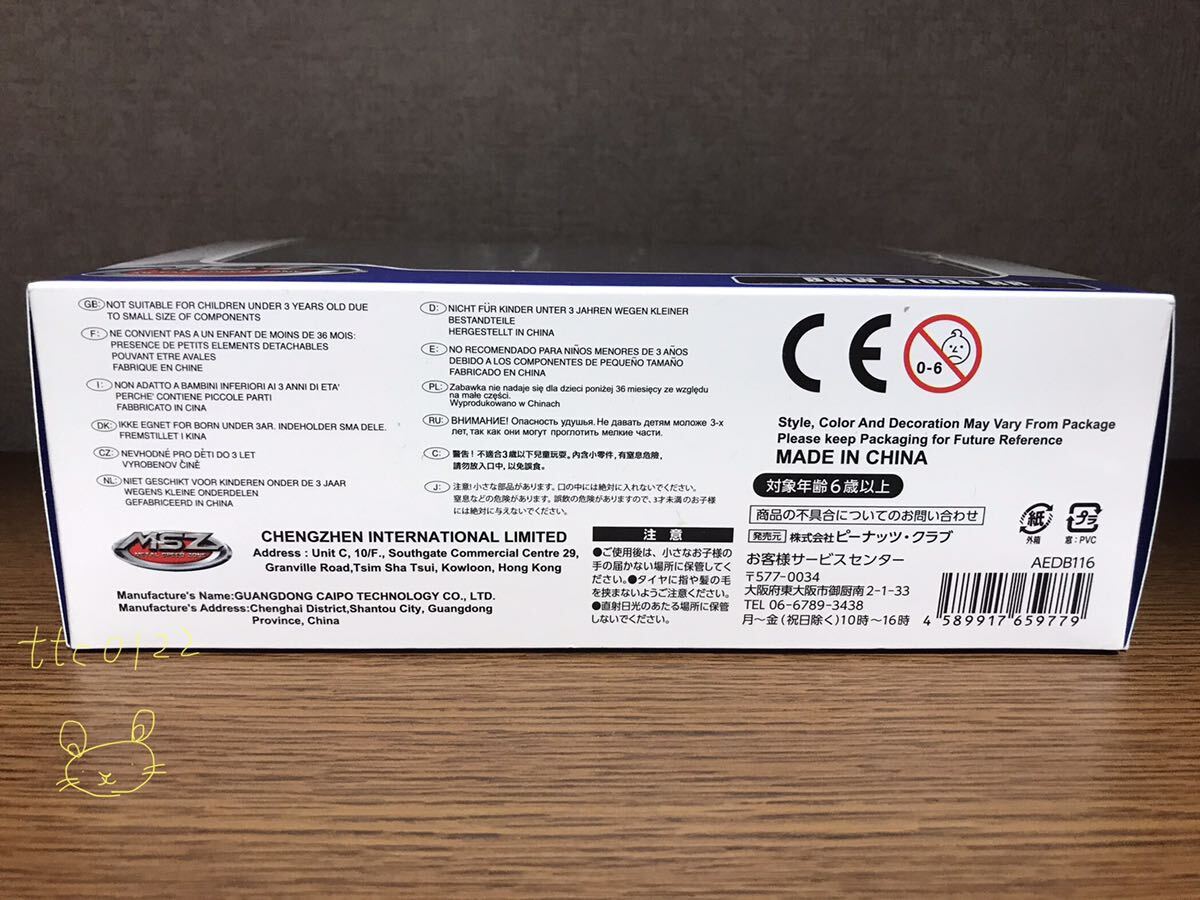 BMW S1000 RR
GB: NOT SUITABLE FOR CHILDREN UNDER 3 YEARS OLD DUE
TO SMALL SIZE OF COMPONENTS
F: NE CONVIENT PAS A UN ENFANT DE MOINS DE 36 MOIS:
PRESENCE DE PETITS ELEMENTS DETACHABLES
POUVANT ETRE AVALES
FABRIQUE EN CHINE
I: NON ADATTO A BAMBINI INFERIORI AI 3 ANNI DI ETA'
PERCHE' CONTIENE PICCOLE PARTI
FABBRICATO IN CINA
DK: IKKE EGNET FOR BORN UNDER 3AR. INDEHOLDER SMA DELE.
FREMSTILLET I KINA
CZ: NEVHODNÉ PRO DĚTI DO 3 LET
VYROBENOV ČINĚ
NL: NIET GESCHIKT VOOR KINDEREN ONDER DE 3 JAAR
WEGENS KLEINE ONDERDELEN
GEFABRICEERD IN CHINA
D: NICHT FÜR KINDER UNTER 3 JAHREN WEGEN KLEINER
BESTANDTEILE
HERGESTELLT IN CHINA
E: NO RECOMENDADO PARA NIÑOS MENORES DE 3 AÑOS
DEBIDO A LOS COMPONENTES DE PEQUEÑO TAMAÑO
FABRICADO EN CHINA
PL: Zabawka nie nadaje się dla dzieci poniżej 36 miesięcy ze względu
na małe części.
Wyprodukowano w Chinach
RU: ВНИМАНИЕ! Опасность удушья. Не давать детям моложе 3-х
лет, так как они могут проглотить мелкие части.
C: 警告! 不適合3歲以下兒童玩耍。內含小零件, 有窒息危險,
請勿放入口中, 以免誤食。
J: 注意! 小さな部品があります。口の中には絶対に入れないでください。
窒息などの危険があります。誤飲の危険がありますので、3才未満のお子様
には絶対に与えないでください。
MSZ
METAL SPEED ZONE
CHENGZHEN INTERNATIONAL LIMITED
Address : Unit C, 10/F., Southgate Commercial Centre 29,
Granville Road,Tsim Sha Tsui, Kowloon, Hong Kong
Manufacture's Name:GUANGDONG CAIPO TECHNOLOGY CO., LTD.
Manufacture's Address:Chenghai District,Shantou City, Guangdong
Province, China
注 意
●ご使用後は、小さなお子様の
手の届かない場所に保管してく
ださい。●タイヤに指や髪の毛
を挟まないようご注意ください。
●直射日光のあたる場所に保管
しないでください。
CE
0-6
Style, Color And Decoration May Vary From Package
Please keep Packaging for Future Reference
MADE IN CHINA
対象年齢6歳以上
商品の不具合についてのお問い合わせ
発売元 株式会社ピーナッツ・クラブ
お客様サービスセンター
〒577-0034
大阪府東大阪市御厨南2-1-33
TEL 06-6789-3438
月~金(祝日除く)10時~16時
紙
外箱
プラ
窓:PVC
AEDB116
4 589917 659779
ttc0122